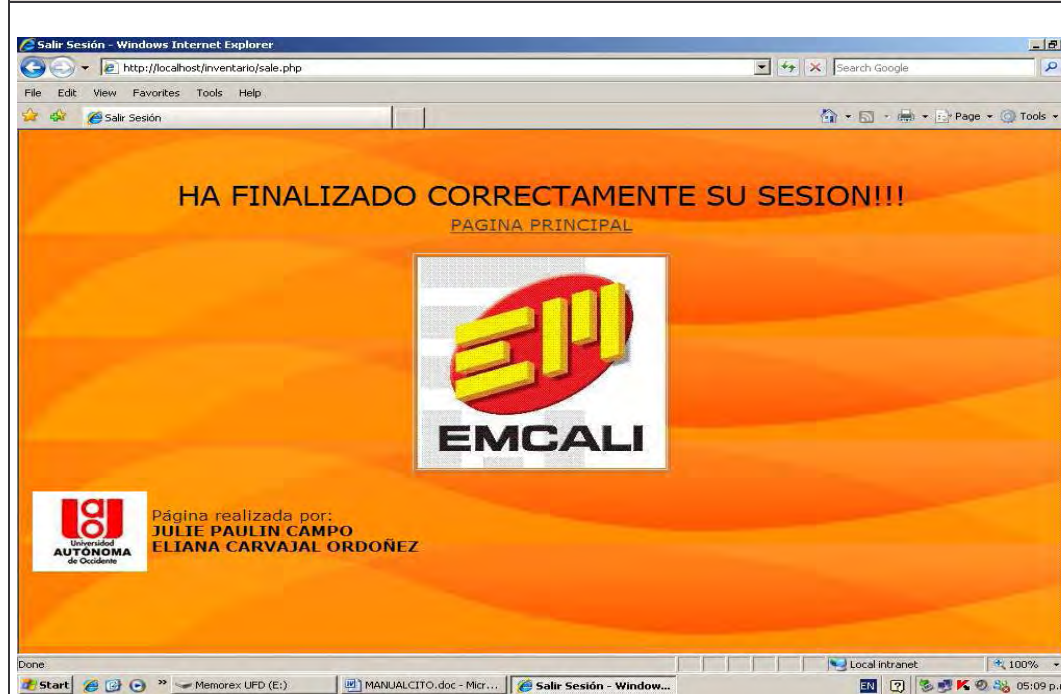 Salir Sesión - Windows Internet Explorer
http://localhost/inventario/sale.php
Search Google
File Edit View Favorites Tools Help
Salir Sesión
Page Tools
HA FINALIZADO CORRECTAMENTE SU SESION!!!
PAGINA PRINCIPAL
EM
EMCALI
Universidad
AUTÓNOMA
de Occidente
Página realizada por:
JULIE PAULIN CAMPO
ELIANA CARVAJAL ORDOÑEZ
Done
Local intranet
100%
Start
Memorex UFD (E:)
MANUALCITO.doc - Micr...
Salir Sesión - Window...
EN
05:09 p.